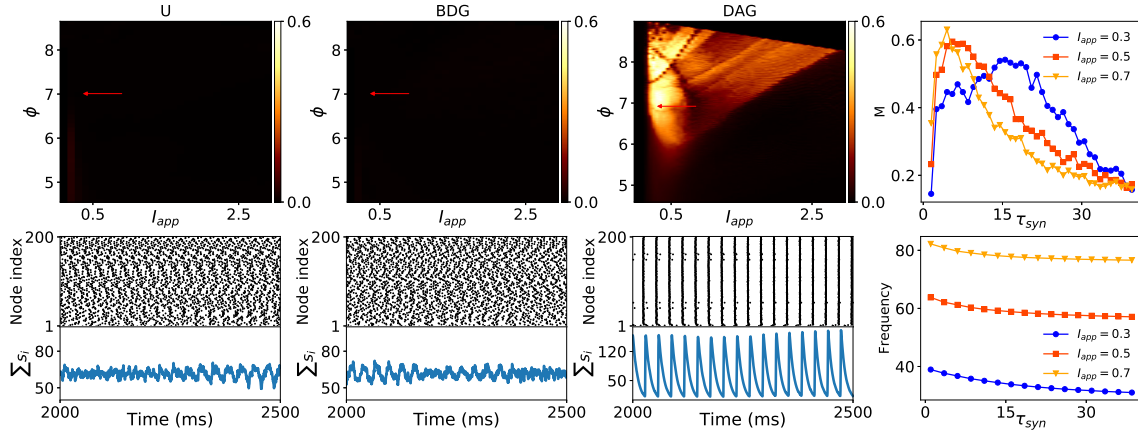 U
BDG
DAG
8
7
6
5
ϕ
0.5
2.5
I_app
0.6
0.0
8
7
6
5
ϕ
0.5
2.5
I_app
0.6
0.0
8
7
6
5
ϕ
0.5
2.5
I_app
0.6
0.0
M
0.6
0.4
0.2
0
15
30
τ_syn
I_app = 0.3
I_app = 0.5
I_app = 0.7
Node index
200
1
∑ s_i
80
50
2000
2500
Time (ms)
Node index
200
1
∑ s_i
80
50
2000
2500
Time (ms)
Node index
200
1
∑ s_i
120
50
2000
2500
Time (ms)
Frequency
80
60
40
0
15
30
τ_syn
I_app = 0.3
I_app = 0.5
I_app = 0.7